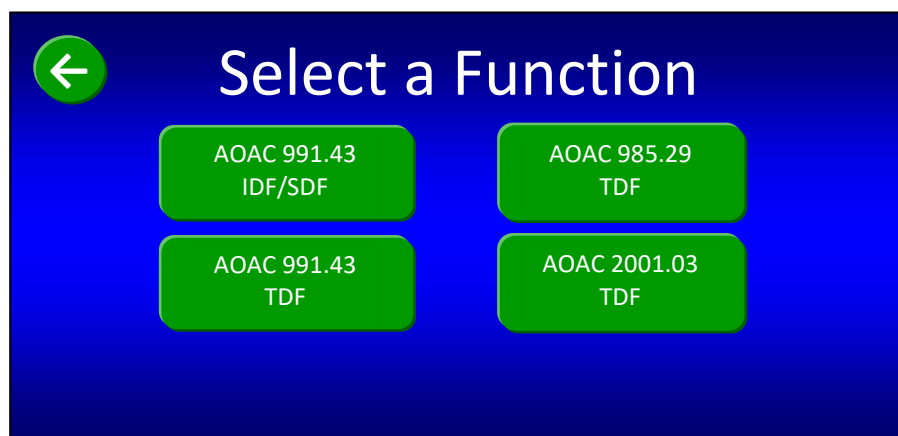 Select a Function
AOAC 991.43
IDF/SDF
AOAC 985.29
TDF
AOAC 991.43
TDF
AOAC 2001.03
TDF